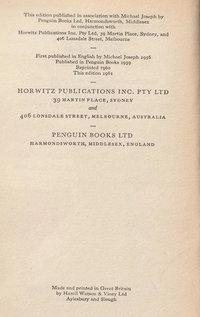 This edition published in association with Michael Joseph by
Penguin Books Ltd, Harmondsworth, Middlesex
in conjunction with
Horwitz Publications Inc. Pty Ltd, 39 Martin Place, Sydney, and
406 Lonsdale Street, Melbourne
First published in English by Michael Joseph 1956
Published in Penguin Books 1959
Reprinted 1960
This edition 1961
HORWITZ PUBLICATIONS INC. PTY LTD
39 MARTIN PLACE, SYDNEY
and
406 LONSDALE STREET, MELBOURNE, AUSTRALIA
PENGUIN BOOKS LTD
HARMONDSWORTH, MIDDLESEX, ENGLAND
Made and printed in Great Britain
by Hazell Watson & Viney Ltd
Aylesbury and Slough